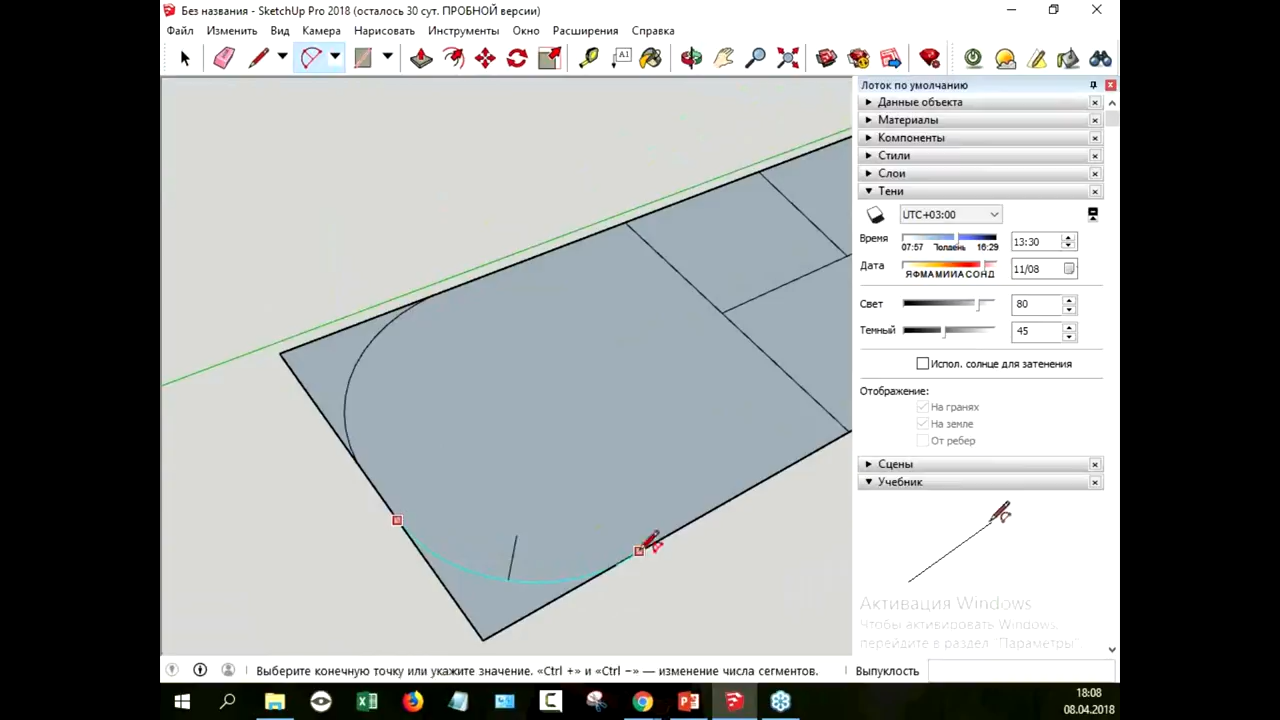 Без названия - SketchUp Pro 2018 (осталось 30 сут. ПРОБНОЙ версии)
Файл Изменить Вид Камера Нарисовать Инструменты Окно Расширения Справка
A1
Лоток по умолчанию
Данные объекта
Материалы
Компоненты
Стили
Слои
Тени
UTC+03:00
Время 13:30
07:57 Полдень 16:29
Дата 11/08
ЯФМАМИИАСОНД
Свет 80
Темный 45
Испол. солнце для затенения
Отображение:
На гранях
На земле
От ребер
Сцены
Учебник
Активация Windows
Чтобы активировать Windows,
перейдите в раздел "Параметры"
Выберите конечную точку или укажите значение. «Ctrl +» и «Ctrl −» — изменение числа сегментов. Выпуклость
18:08
08.04.2018